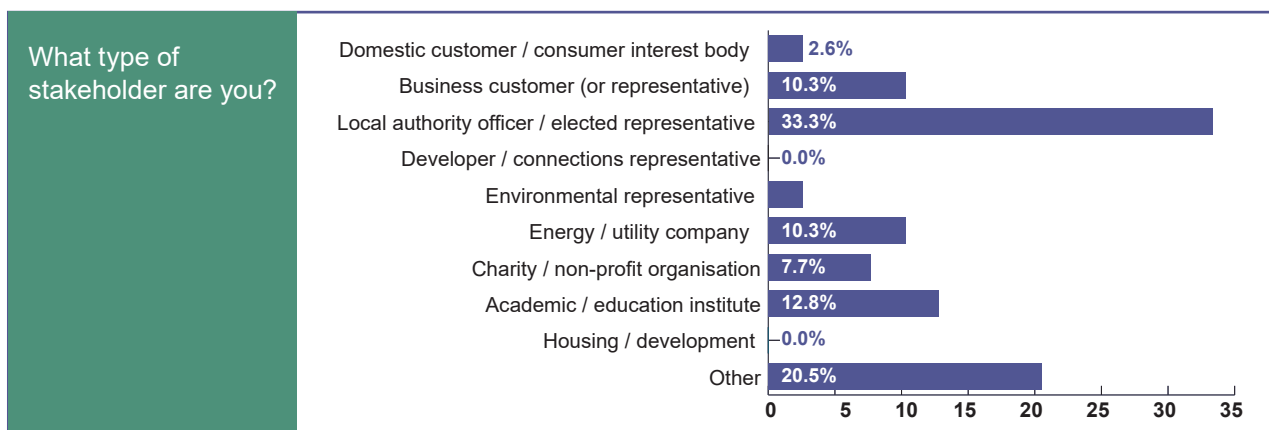 What type of
stakeholder are you?
Domestic customer / consumer interest body 2.6%
Business customer (or representative) 10.3%
Local authority officer / elected representative 33.3%
Developer / connections representative 0.0%
Environmental representative
Energy / utility company 10.3%
Charity / non-profit organisation 7.7%
Academic / education institute 12.8%
Housing / development 0.0%
Other 20.5%
0 5 10 15 20 25 30 35